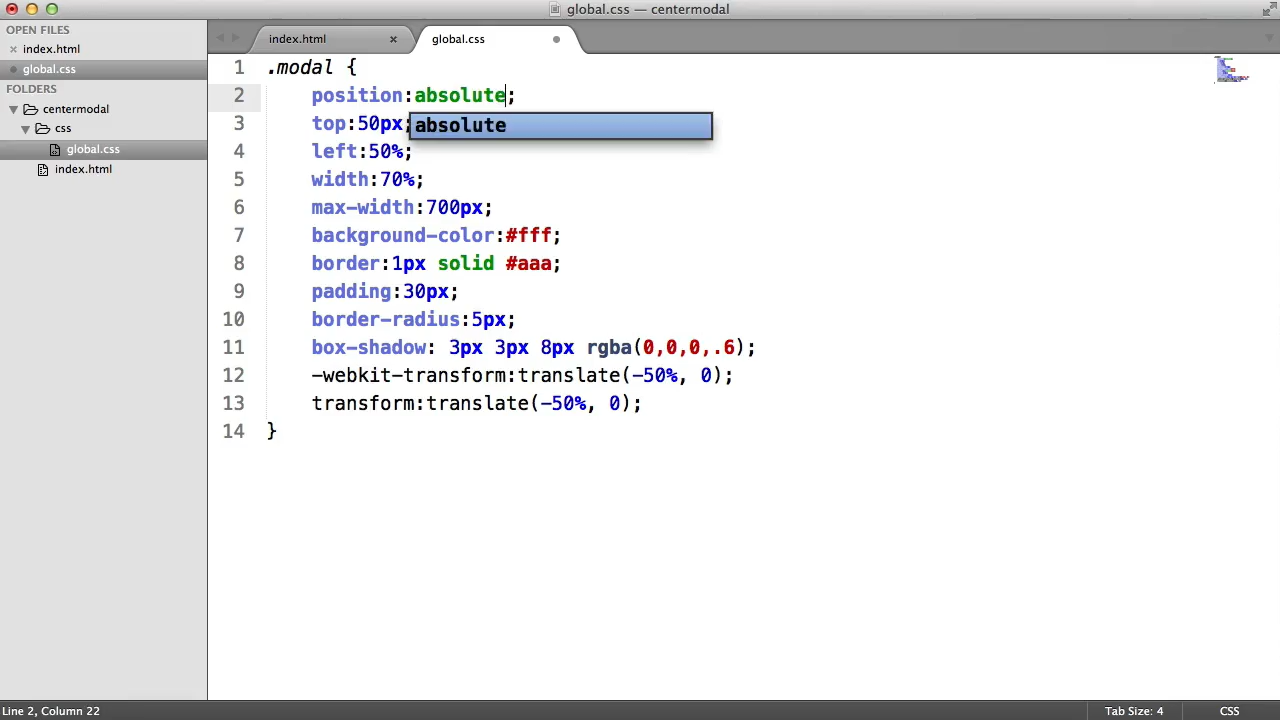 global.css — centermodal
OPEN FILES
index.html
global.css
FOLDERS
centermodal
css
global.css
index.html
index.html
global.css
1 .modal {
2 position:absolute;
3 top:50px;
absolute
4 left:50%;
5 width:70%;
6 max-width:700px;
7 background-color:#fff;
8 border:1px solid #aaa;
9 padding:30px;
10 border-radius:5px;
11 box-shadow: 3px 3px 8px rgba(0,0,0,.6);
12 -webkit-transform:translate(-50%, 0);
13 transform:translate(-50%, 0);
14 }
Line 2, Column 22
Tab Size: 4
CSS